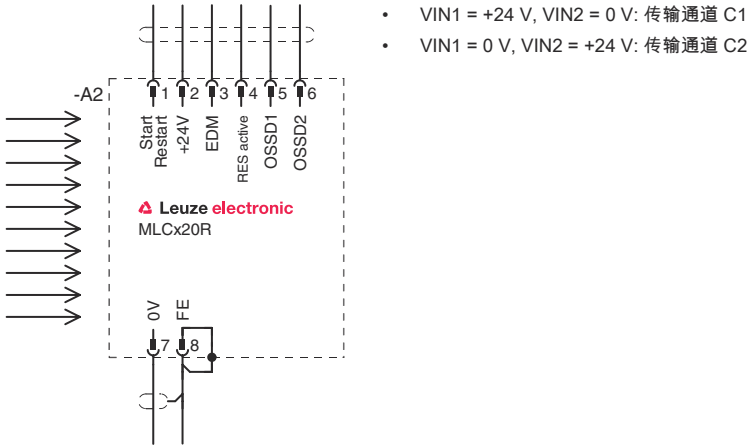 • VIN1 = +24 V, VIN2 = 0 V: 传输通道 C1
• VIN1 = 0 V, VIN2 = +24 V: 传输通道 C2
-A2
1 2 3 4 5 6
Start
Restart
+24V
EDM
RES active
OSSD1
OSSD2
Leuze electronic
MLCx20R
0V
FE
7 8